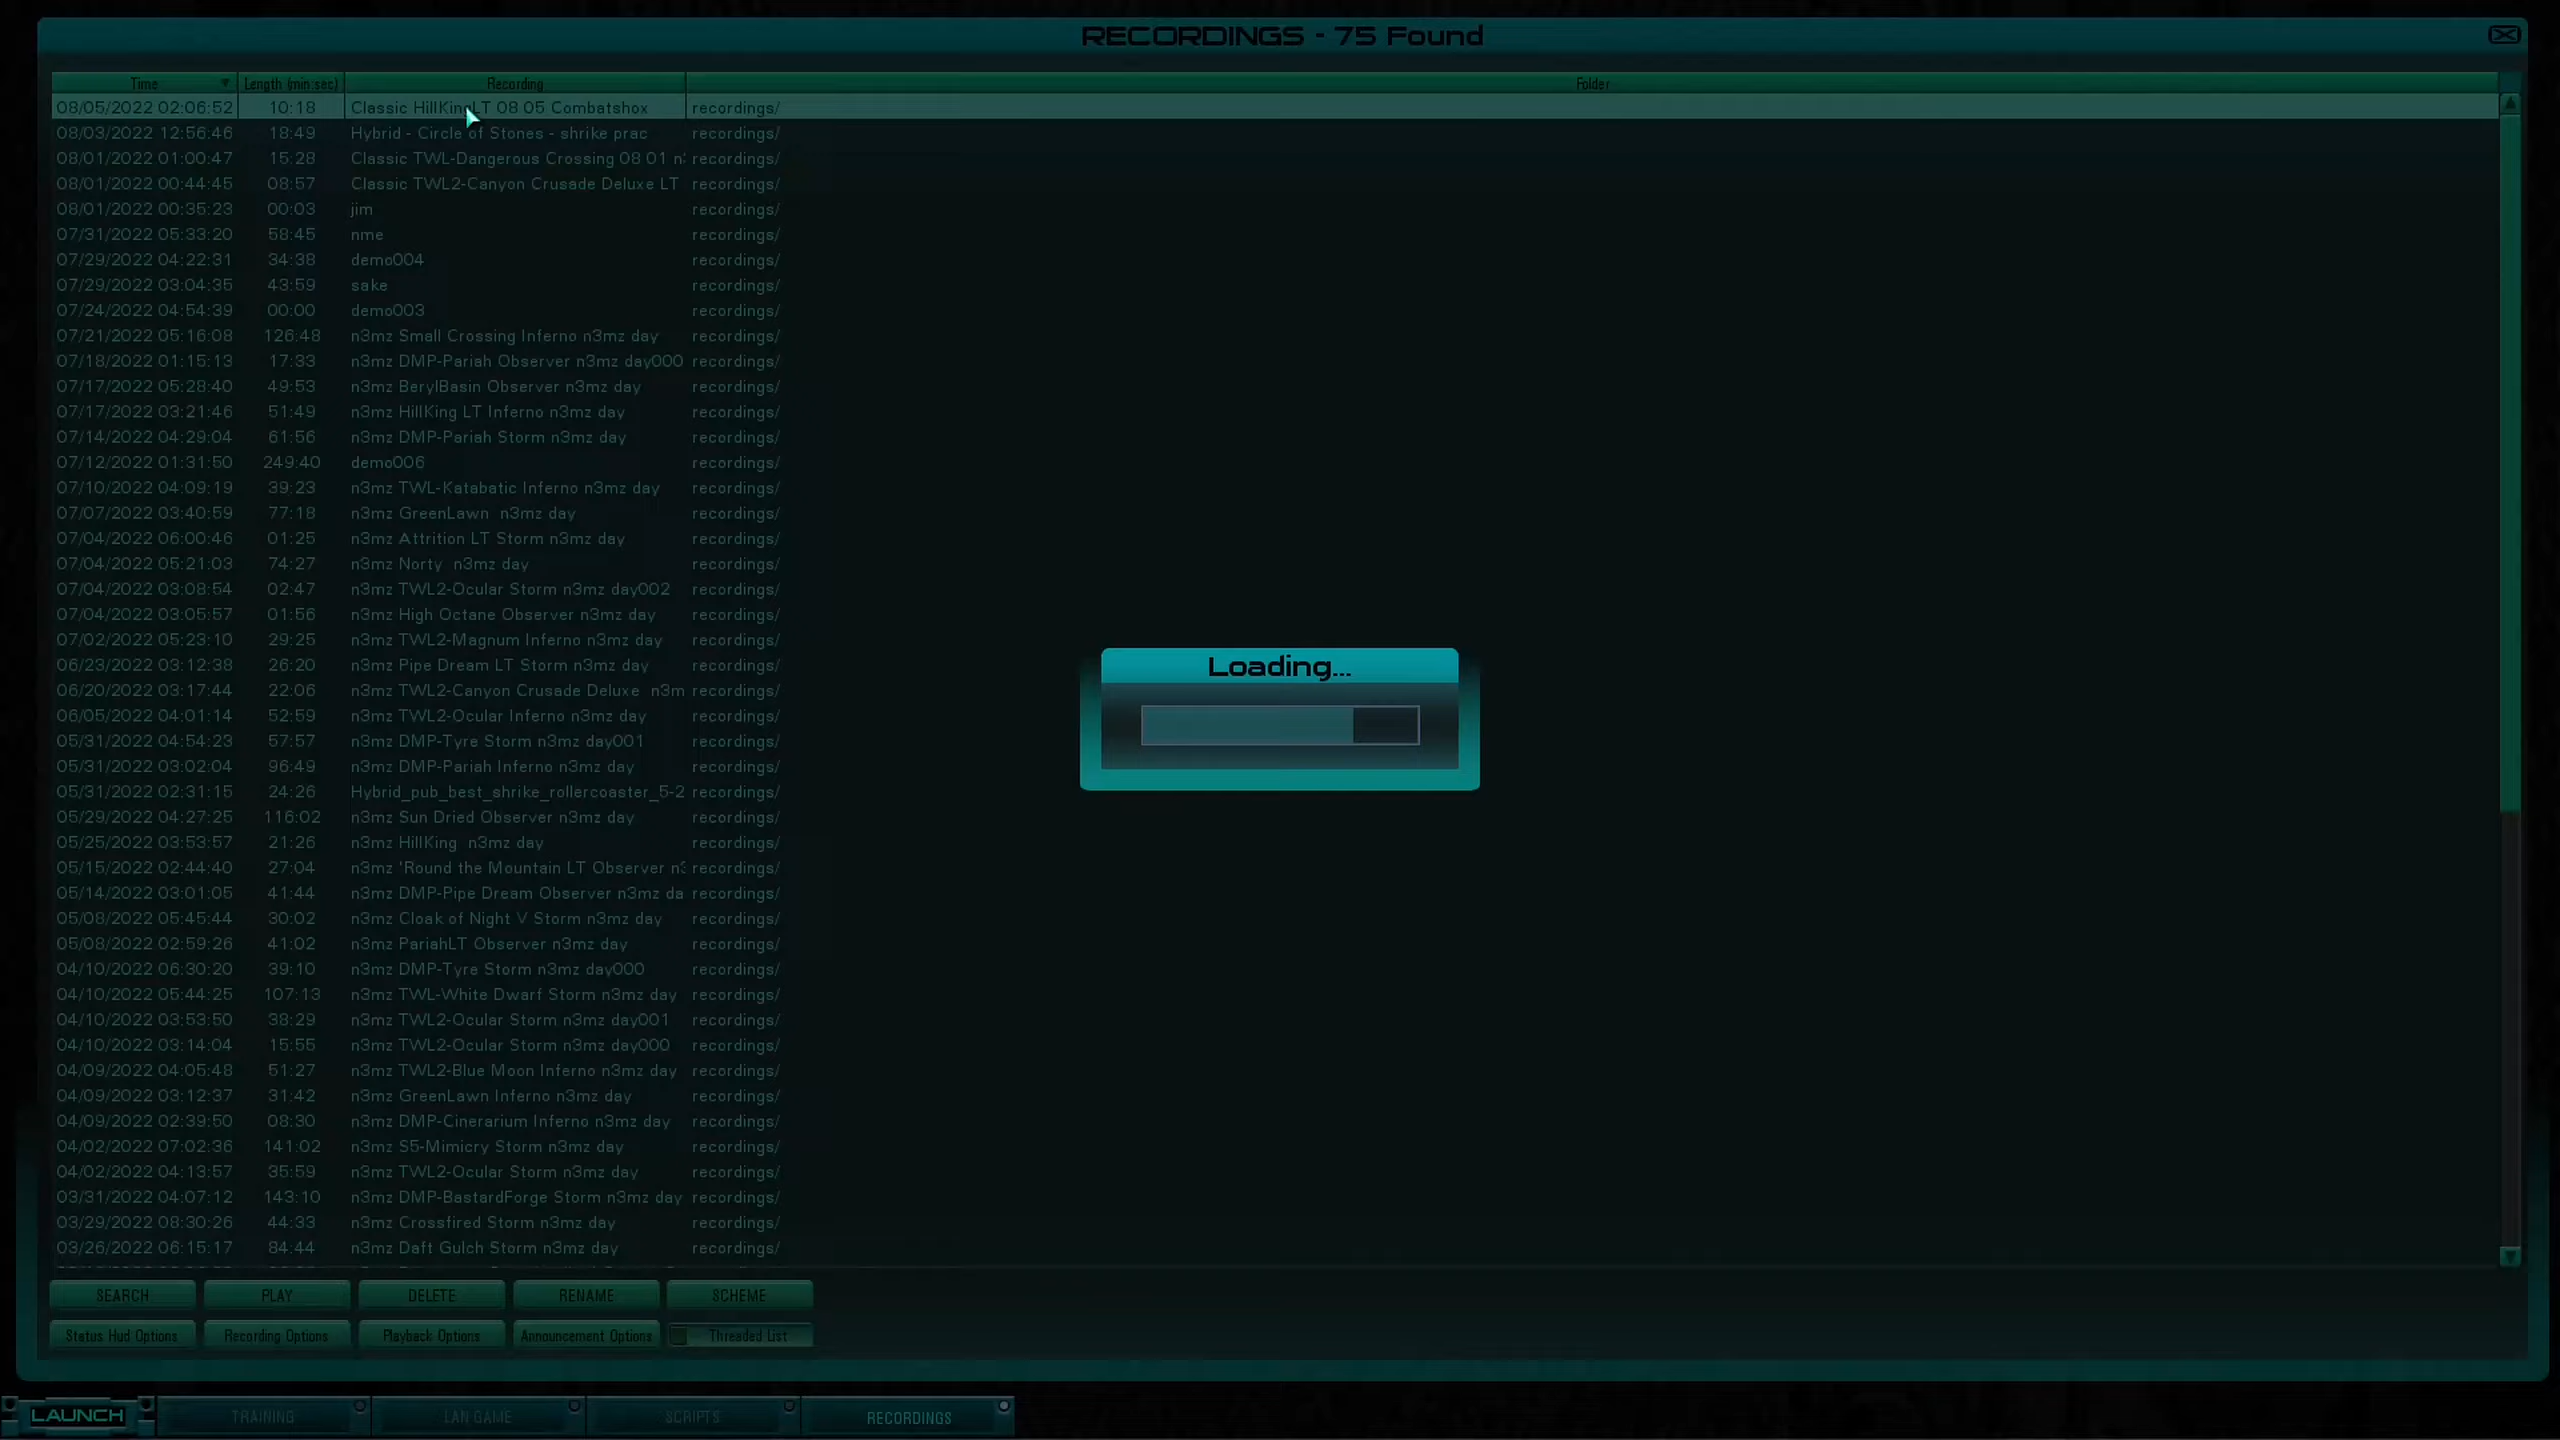 RECORDINGS - 75 Found
Time Length (min:sec) Recording Folder
08/05/2022 02:06:52 10:18 Classic HillKingLT 08 05 Combatshox recordings/
08/03/2022 12:56:46 18:49 Hybrid - Circle of Stones - shrike prac recordings/
08/01/2022 01:00:47 15:28 Classic TWL-Dangerous Crossing 08 01 recordings/
08/01/2022 00:44:45 08:57 Classic TWL2-Canyon Crusade Deluxe LT recordings/
08/01/2022 00:35:23 00:03 jim recordings/
07/31/2022 05:33:20 58:45 nme recordings/
07/29/2022 04:22:31 34:38 demo004 recordings/
07/29/2022 03:04:35 43:59 sake recordings/
07/24/2022 04:54:39 00:00 demo003 recordings/
07/21/2022 05:16:08 126:48 n3mz Small Crossing Inferno n3mz day recordings/
07/18/2022 01:15:13 17:33 n3mz DMP-Pariah Observer n3mz day000 recordings/
07/17/2022 05:28:40 49:53 n3mz BerylBasin Observer n3mz day recordings/
07/17/2022 03:21:46 51:49 n3mz HillKing LT Inferno n3mz day recordings/
07/14/2022 04:29:04 61:56 n3mz DMP-Pariah Storm n3mz day recordings/
07/12/2022 01:31:50 249:40 demo006 recordings/
07/10/2022 04:09:19 39:23 n3mz TWL-Katabatic Inferno n3mz day recordings/
07/07/2022 03:40:59 77:18 n3mz GreenLawn n3mz day recordings/
07/04/2022 06:00:46 01:25 n3mz Attrition LT Storm n3mz day recordings/
07/04/2022 05:21:03 74:27 n3mz Norty n3mz day recordings/
07/04/2022 03:08:54 02:47 n3mz TWL2-Ocular Storm n3mz day002 recordings/
07/04/2022 03:05:57 01:56 n3mz High Octane Observer n3mz day recordings/
07/02/2022 05:23:10 29:25 n3mz TWL2-Magnum Inferno n3mz day recordings/
06/23/2022 03:12:38 26:20 n3mz Pipe Dream LT Storm n3mz day recordings/
06/20/2022 03:17:44 22:06 n3mz TWL2-Canyon Crusade Deluxe n3m recordings/
06/05/2022 04:01:14 52:59 n3mz TWL2-Ocular Inferno n3mz day recordings/
05/31/2022 04:54:23 57:57 n3mz DMP-Tyre Storm n3mz day001 recordings/
05/31/2022 03:02:04 96:49 n3mz DMP-Pariah Inferno n3mz day recordings/
05/31/2022 02:31:15 24:26 Hybrid_pub_best_shrike_rollercoaster_5-2 recordings/
05/29/2022 04:27:25 116:02 n3mz Sun Dried Observer n3mz day recordings/
05/25/2022 03:53:57 21:26 n3mz HillKing n3mz day recordings/
05/15/2022 02:44:40 27:04 n3mz 'Round the Mountain LT Observer recordings/
05/14/2022 03:01:05 41:44 n3mz DMP-Pipe Dream Observer n3mz da recordings/
05/08/2022 05:45:44 30:02 n3mz Cloak of Night V Storm n3mz day recordings/
05/08/2022 02:59:26 41:02 n3mz PariahLT Observer n3mz day recordings/
04/10/2022 06:30:20 39:10 n3mz DMP-Tyre Storm n3mz day000 recordings/
04/10/2022 05:44:25 107:13 n3mz TWL-White Dwarf Storm n3mz day recordings/
04/10/2022 03:53:50 38:29 n3mz TWL2-Ocular Storm n3mz day001 recordings/
04/10/2022 03:14:04 15:55 n3mz TWL2-Ocular Storm n3mz day000 recordings/
04/09/2022 04:05:48 51:27 n3mz TWL2-Blue Moon Inferno n3mz day recordings/
04/09/2022 03:12:37 31:42 n3mz GreenLawn Inferno n3mz day recordings/
04/09/2022 02:39:50 08:30 n3mz DMP-Cinerarium Inferno n3mz day recordings/
04/02/2022 07:02:36 141:02 n3mz S5-Mimicry Storm n3mz day recordings/
04/02/2022 04:13:57 35:59 n3mz TWL2-Ocular Storm n3mz day recordings/
03/31/2022 04:07:12 143:10 n3mz DMP-BastardForge Storm n3mz day recordings/
03/29/2022 08:30:26 44:33 n3mz Crossfired Storm n3mz day recordings/
03/26/2022 06:15:17 84:44 n3mz Daft Gulch Storm n3mz day recordings/
Loading...
SEARCH PLAY DELETE RENAME SCHEME
Status Hud Options Recording Options Playback Options Announcement Options Threaded List
LAUNCH TRAINING LAN GAME SCRIPTS RECORDINGS